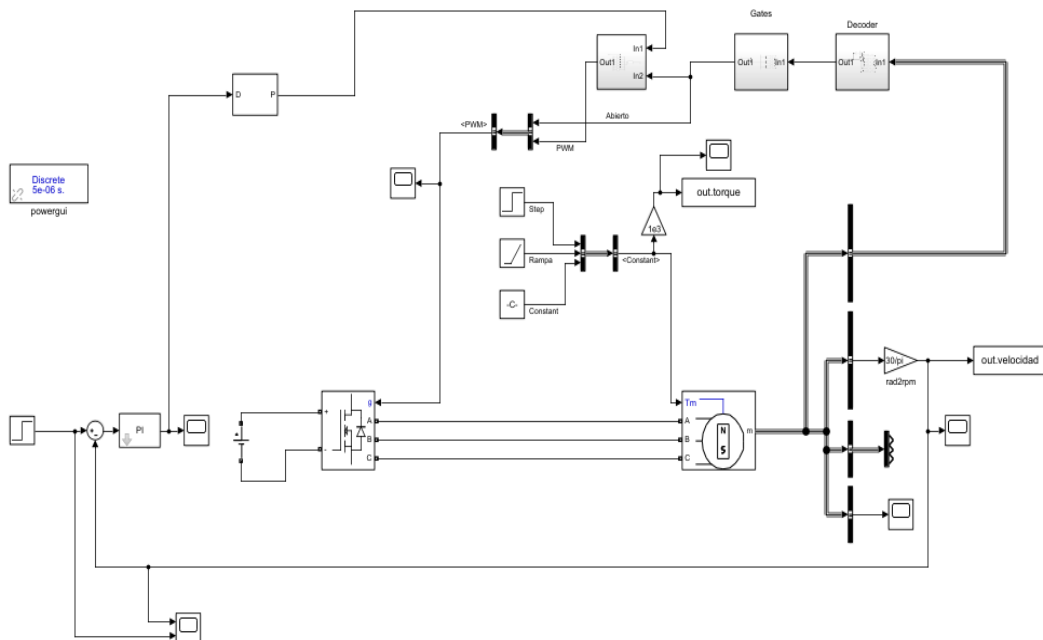 Gates
Decoder
In1
Out1
In2
Out1
In1
Out1
In1
D
P
Abierto
<PWM>
PWM
Discrete
5e-06 s.
powergui
out.torque
Step
1e3
Rampa
<Constant>
-C-
Constant
30/pi
rad2rpm
out.velocidad
g
Tm
+
A
A
PI
+
B
B
m
-
C
C
N
S